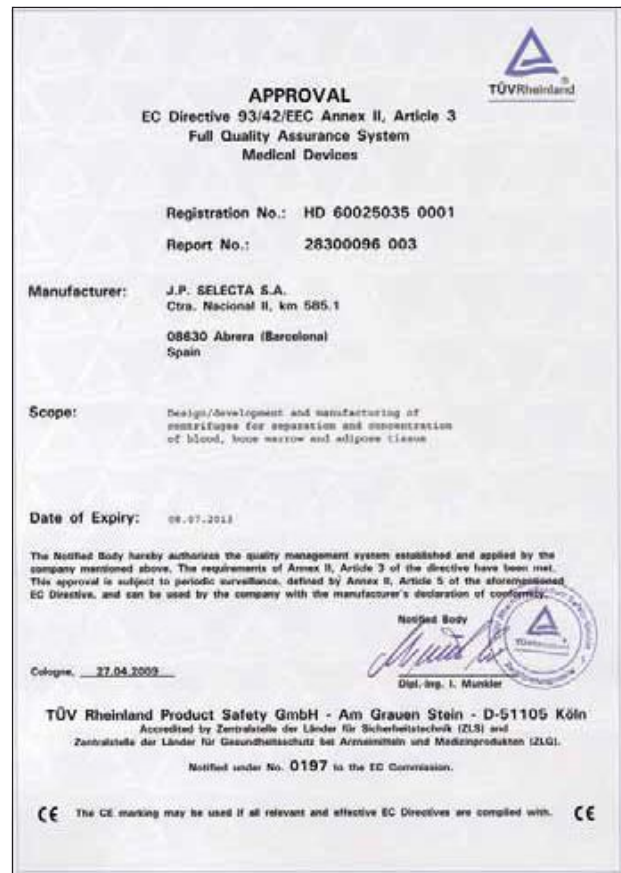 TÜVRheinland®
APPROVAL
EC Directive 93/42/EEC Annex II, Article 3
Full Quality Assurance System
Medical Devices
Registration No.: HD 60025035 0001
Report No.: 28300096 003
Manufacturer: J.P. SELECTA S.A.
Ctra. Nacional II, km 585.1
08630 Abrera (Barcelona)
Spain
Scope: Design/development and manufacturing of
centrifuges for separation and concentration
of blood, bone marrow and adipose tissue
Date of Expiry: 08.07.2013
The Notified Body hereby authorizes the quality management system established and applied by the
company mentioned above. The requirements of Annex II, Article 3 of the directive have been met.
This approval is subject to periodic surveillance, defined by Annex II, Article 5 of the aforementioned
EC Directive, and can be used by the company with the manufacturer's declaration of conformity.
Notified Body
Cologne, 27.04.2009
Dipl.-Ing. I. Munkler
TÜV Rheinland Product Safety GmbH - Am Grauen Stein - D-51105 Köln
Accredited by Zentralstelle der Länder für Sicherheitstechnik (ZLS) and
Zentralstelle der Länder für Gesundheitsschutz bei Arzneimitteln und Medizinprodukten (ZLG).
Notified under No. 0197 to the EC Commission.
CE The CE marking may be used if all relevant and effective EC Directives are complied with. CE